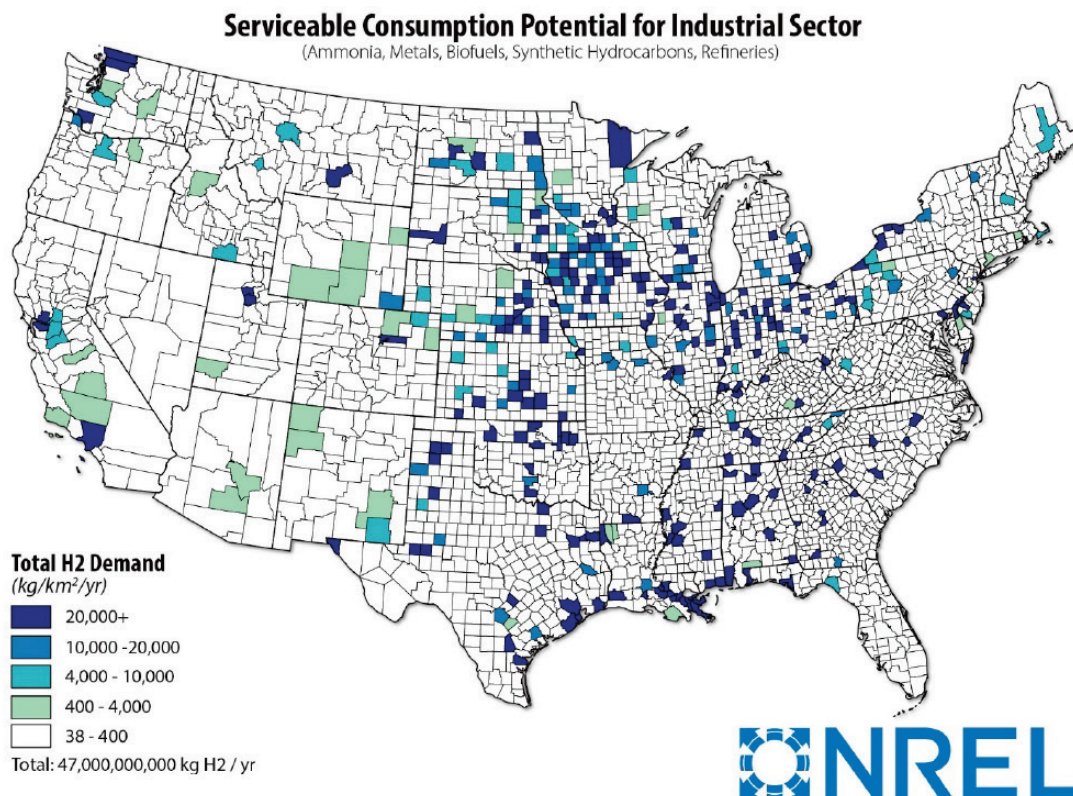 Serviceable Consumption Potential for Industrial Sector
(Ammonia, Metals, Biofuels, Synthetic Hydrocarbons, Refineries)
Total H2 Demand
(kg/km²/yr)
20,000+
10,000 -20,000
4,000 - 10,000
400 - 4,000
38 - 400
Total: 47,000,000,000 kg H2 / yr
NREL